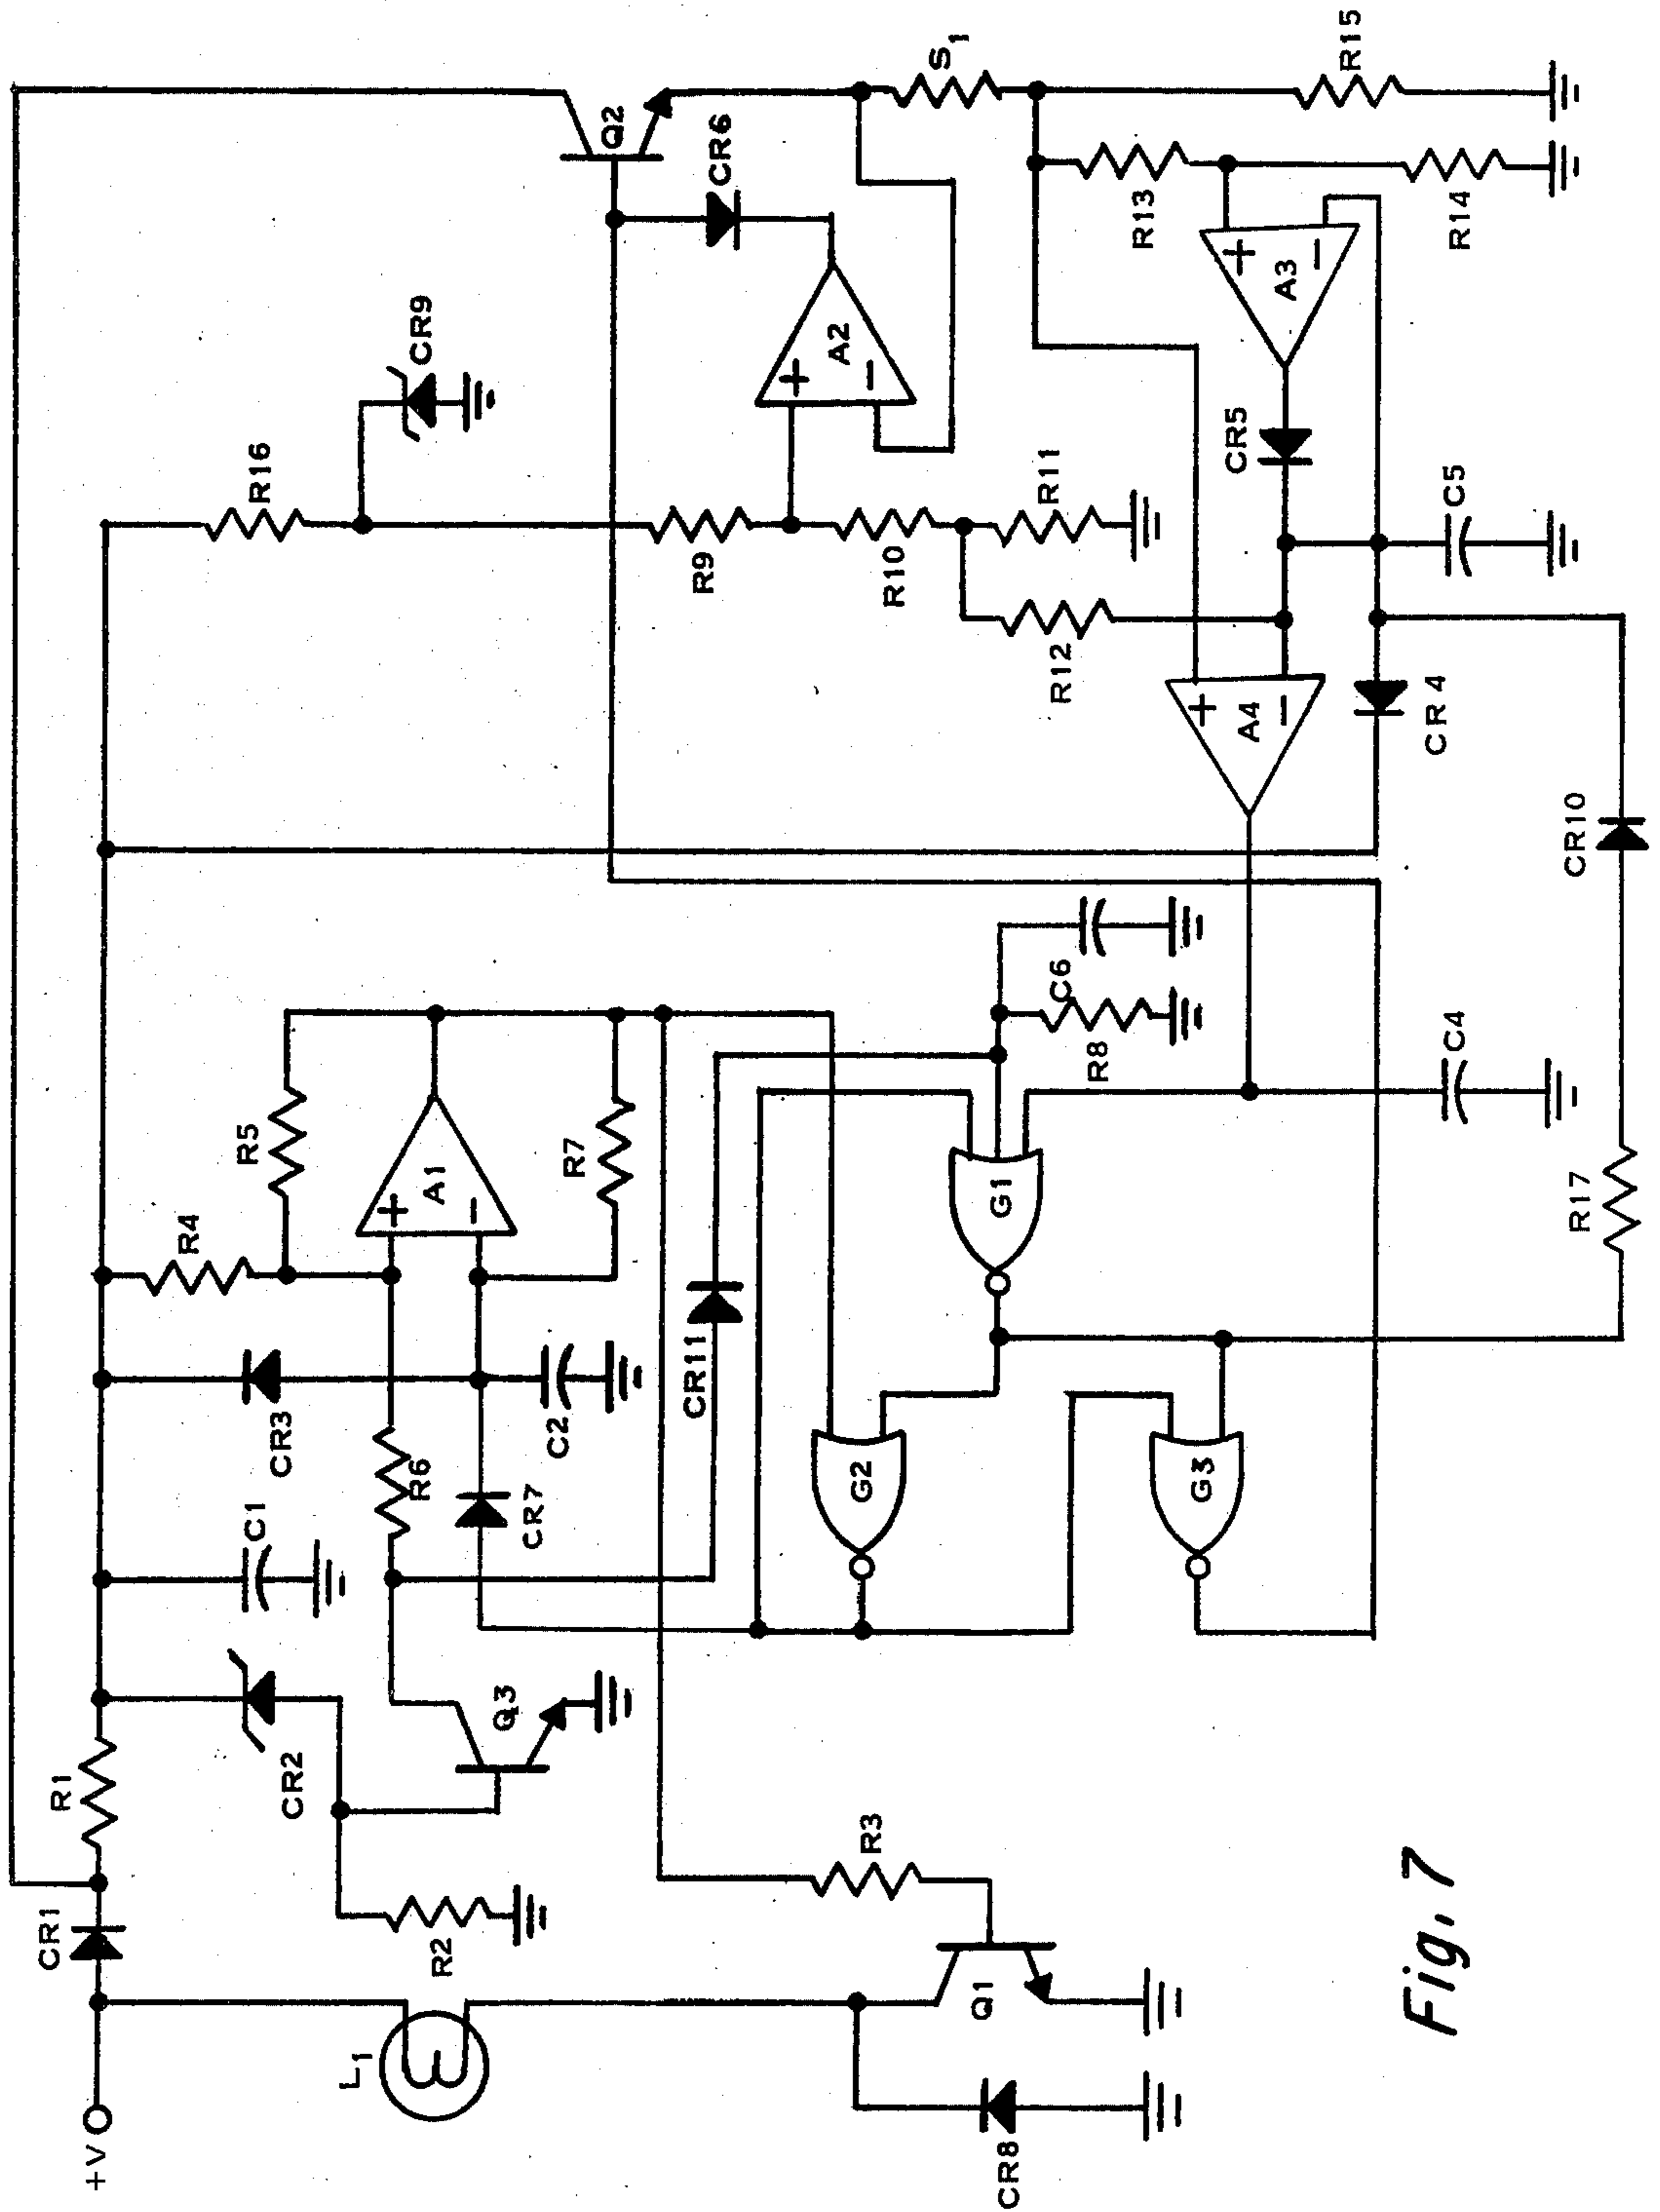 +V
CR1
R1
L1
R2
CR2
C1
CR3
R4
R5
R6
A1
+
−
R7
C2
CR7
Q3
CR11
R3
Q1
CR8
G2
G1
G3
R8
C6
C4
R17
CR10
R16
CR9
R9
R10
R11
R12
A2
+
−
CR6
Q2
S1
R13
R14
R15
A3
+
−
CR5
C5
A4
+
−
CR4
Fig. 7